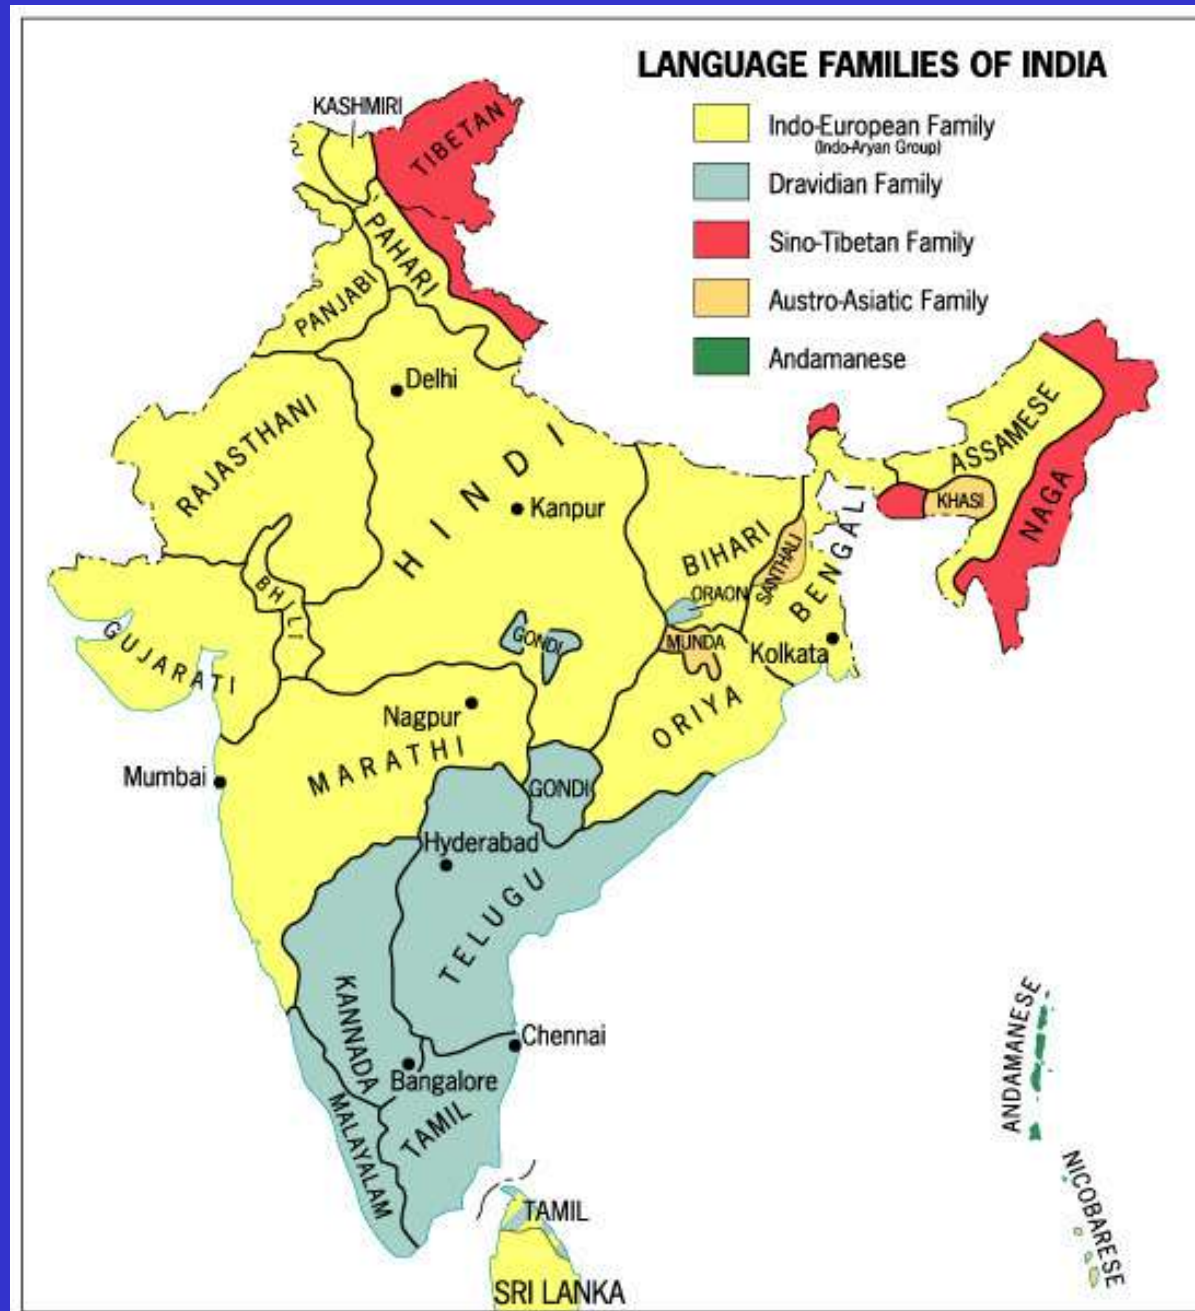 LANGUAGE FAMILIES OF INDIA
Indo-European Family
(Indo-Aryan Group)
Dravidian Family
Sino-Tibetan Family
Austro-Asiatic Family
Andamanese
KASHMIRI
TIBETAN
PAHARI
PANJABI
Delhi
RAJASTHANI
HINDI
Kanpur
ASSAMESE
KHASI
NAGA
BIHARI
SANTHALI
BENGALI
ORAON
BHILI
GONDI
MUNDA
Kolkata
GUJARATI
Nagpur
ORIYA
MARATHI
Mumbai
GONDI
Hyderabad
TELUGU
KANNADA
Chennai
Bangalore
TAMIL
MALAYALAM
ANDAMANESE
NICOBARESE
TAMIL
SRI LANKA